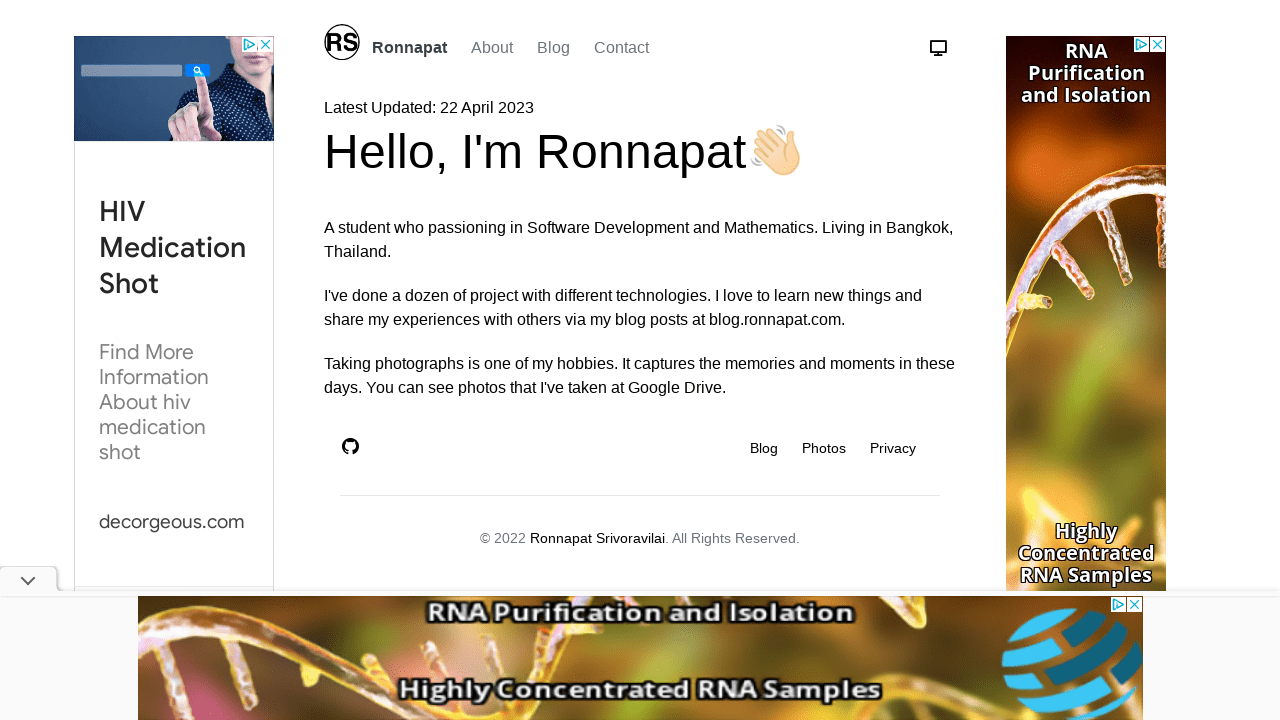 RS
Ronnapat About Blog Contact
Latest Updated: 22 April 2023
Hello, I'm Ronnapat👋🏻
A student who passioning in Software Development and Mathematics. Living in Bangkok,
Thailand.
I've done a dozen of project with different technologies. I love to learn new things and
share my experiences with others via my blog posts at blog.ronnapat.com.
Taking photographs is one of my hobbies. It captures the memories and moments in these
days. You can see photos that I've taken at Google Drive.
Blog Photos Privacy
© 2022 Ronnapat Srivoravilai. All Rights Reserved.
HIV
Medication
Shot
Find More
Information
About hiv
medication
shot
decorgeous.com
RNA
Purification
and Isolation
Highly
Concentrated
RNA Samples
RNA Purification and Isolation
Highly Concentrated RNA Samples